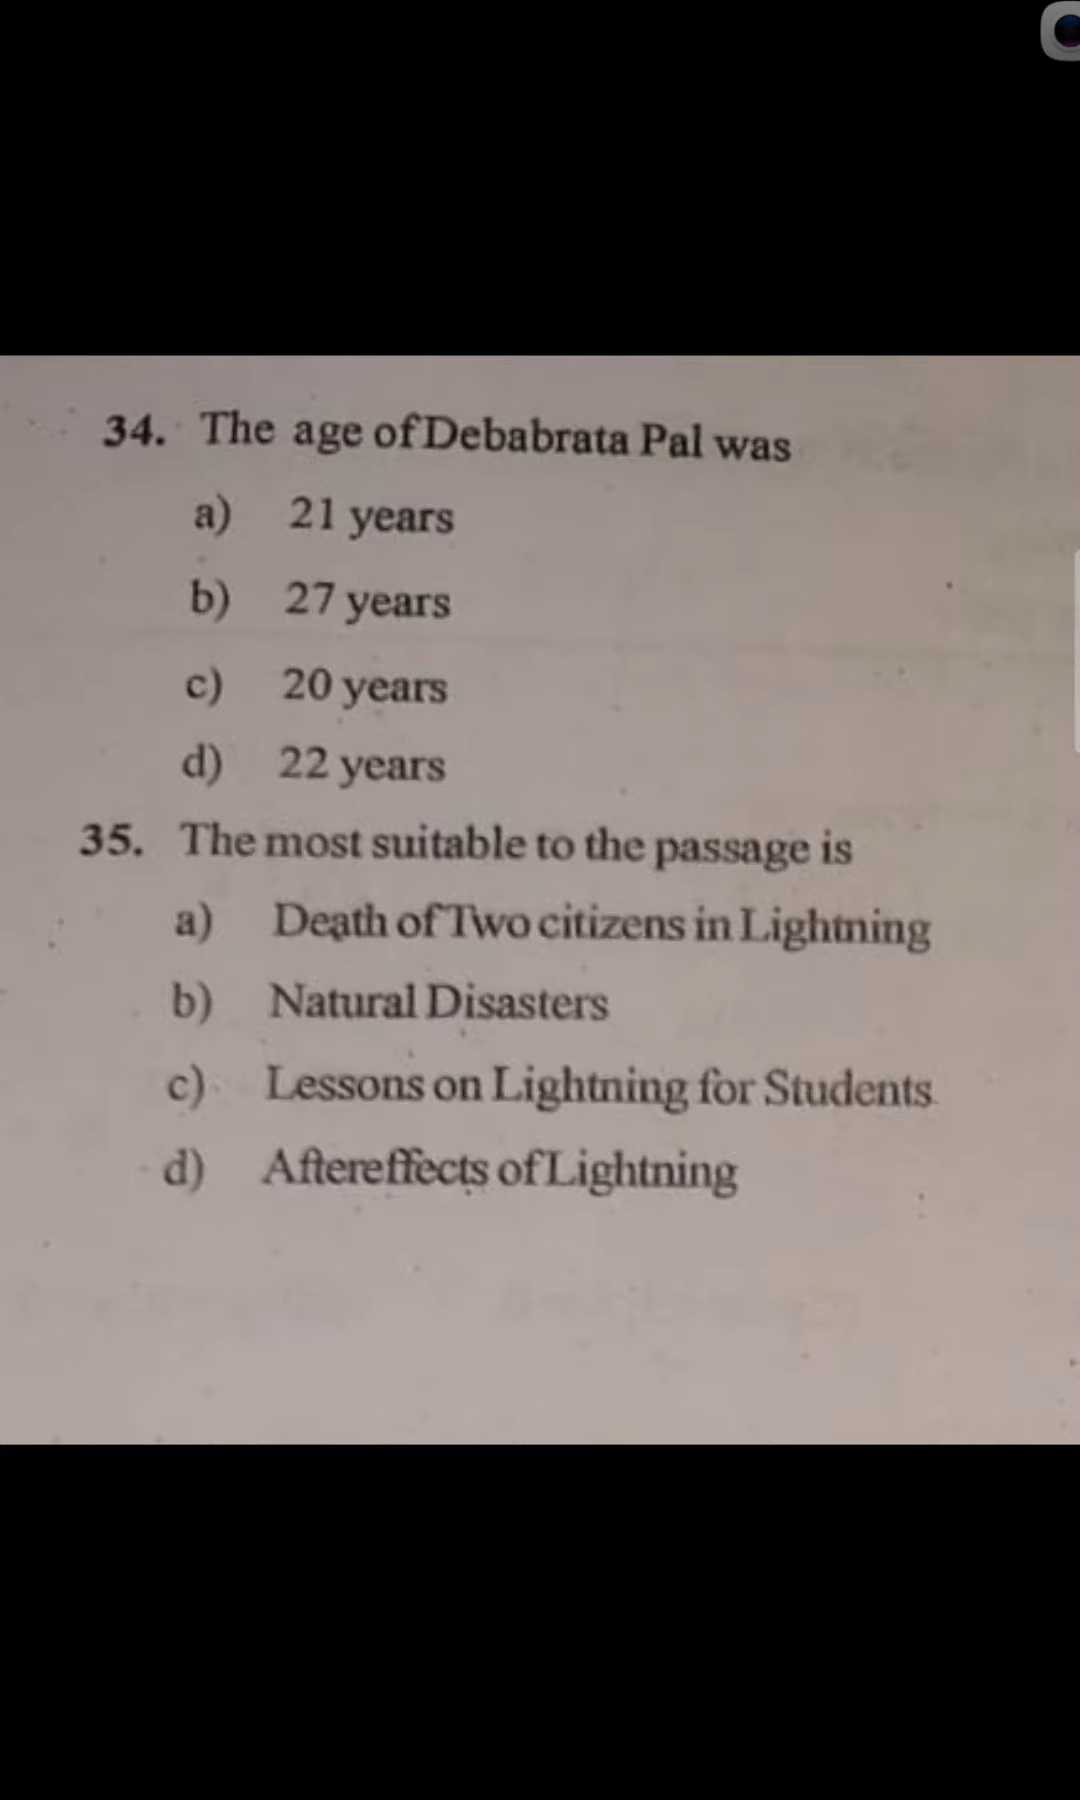 34. The age of Debabrata Pal was
a) 21 years
b) 27 years
c) 20 years
d) 22 years
35. The most suitable to the passage is
a) Death of Two citizens in Lightning
b) Natural Disasters
c) Lessons on Lightning for Students
d) Aftereffects of Lightning